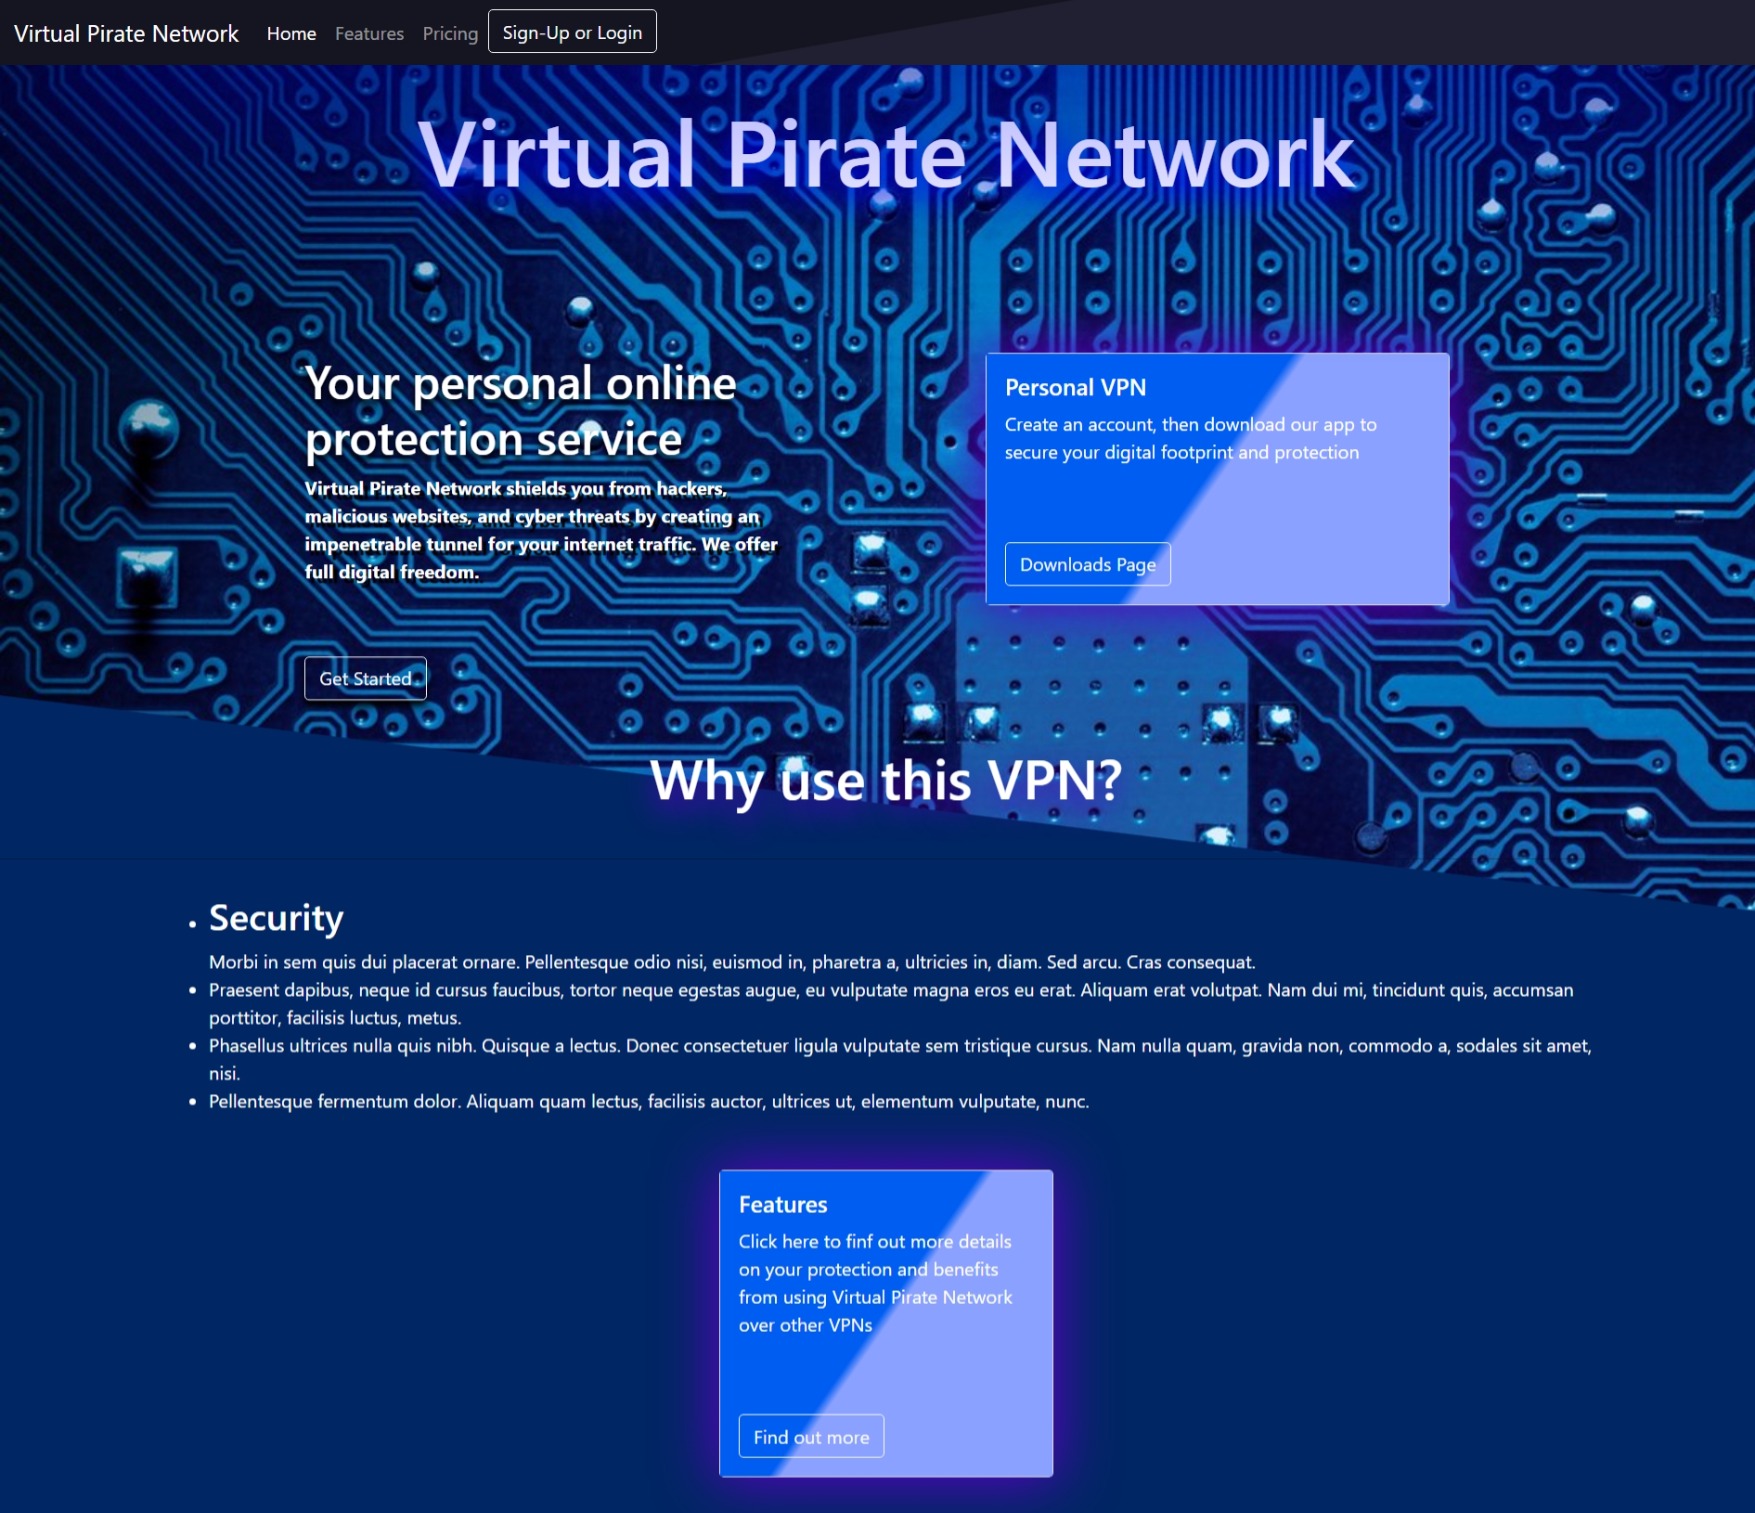 Virtual Pirate Network Home Features Pricing Sign-Up or Login
Virtual Pirate Network
Your personal online
protection service
Virtual Pirate Network shields you from hackers,
malicious websites, and cyber threats by creating an
impenetrable tunnel for your internet traffic. We offer
full digital freedom.
Get Started
Personal VPN
Create an account, then download our app to
secure your digital footprint and protection
Downloads Page
Why use this VPN?
• Security
Morbi in sem quis dui placerat ornare. Pellentesque odio nisi, euismod in, pharetra a, ultricies in, diam. Sed arcu. Cras consequat.
• Praesent dapibus, neque id cursus faucibus, tortor neque egestas augue, eu vulputate magna eros eu erat. Aliquam erat volutpat. Nam dui mi, tincidunt quis, accumsan
porttitor, facilisis luctus, metus.
• Phasellus ultrices nulla quis nibh. Quisque a lectus. Donec consectetuer ligula vulputate sem tristique cursus. Nam nulla quam, gravida non, commodo a, sodales sit amet,
nisi.
• Pellentesque fermentum dolor. Aliquam quam lectus, facilisis auctor, ultrices ut, elementum vulputate, nunc.
Features
Click here to finf out more details
on your protection and benefits
from using Virtual Pirate Network
over other VPNs
Find out more